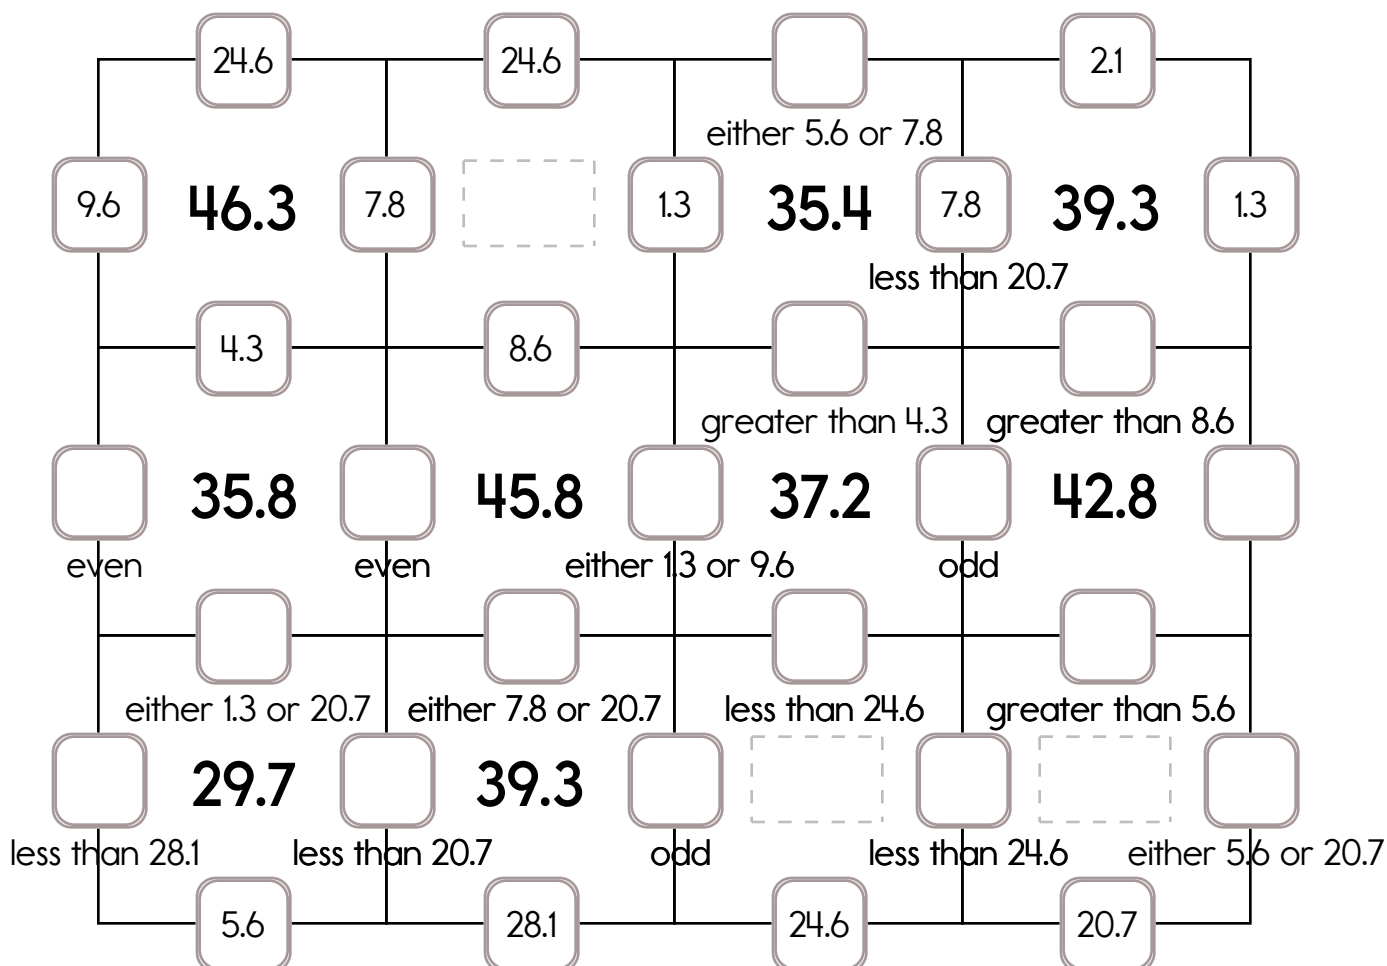 24.6 24.6 2.1
either 5.6 or 7.8
9.6 46.3 7.8 1.3 35.4 7.8 39.3 1.3
less than 20.7
4.3 8.6
greater than 4.3 greater than 8.6
35.8 45.8 37.2 42.8
even even either 1.3 or 9.6 odd
either 1.3 or 20.7 either 7.8 or 20.7 less than 24.6 greater than 5.6
29.7 39.3
less than 28.1 less than 20.7 odd less than 24.6 either 5.6 or 20.7
5.6 28.1 24.6 20.7